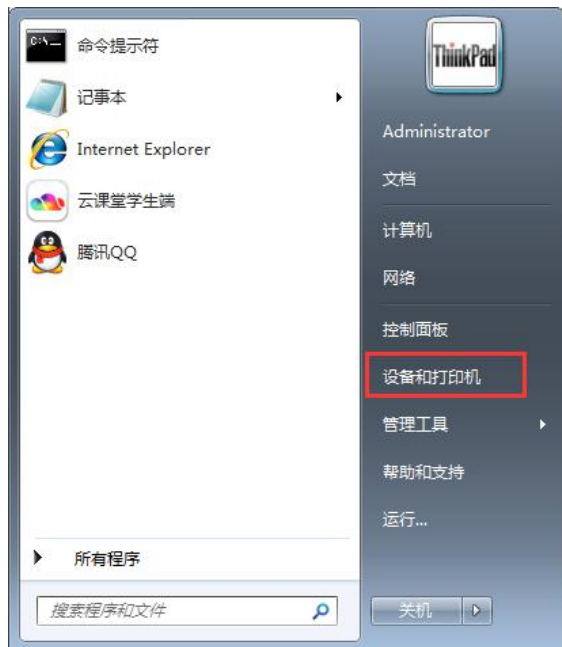 C:\
命令提示符
记事本
Internet Explorer
云课堂学生端
腾讯QQ
所有程序
搜索程序和文件
ThinkPad
Administrator
文档
计算机
网络
控制面板
设备和打印机
管理工具
帮助和支持
运行...
关机